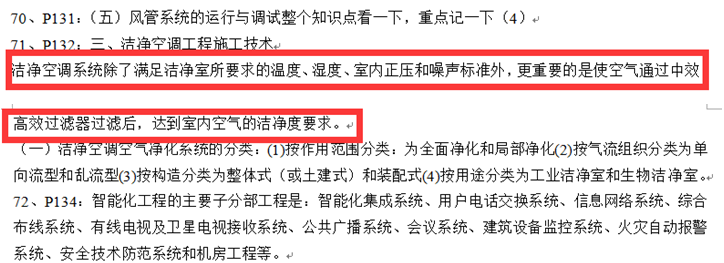 70、P131：（五）风管系统的运行与调试整个知识点看一下，重点记一下（4）
71、P132：三、洁净空调工程施工技术
洁净空调系统除了满足洁净室所要求的温度、湿度、室内正压和噪声标准外，更重要的是使空气通过中效
高效过滤器过滤后，达到室内空气的洁净度要求。
（一）洁净空调空气净化系统的分类：(1)按作用范围分类：为全面净化和局部净化(2)按气流组织分类为单
向流型和乱流型(3)按构造分类为整体式（或土建式）和装配式(4)按用途分类为工业洁净室和生物洁净室。
72、P134：智能化工程的主要子分部工程是：智能化集成系统、用户电话交换系统、信息网络系统、综合
布线系统、有线电视及卫星电视接收系统、公共广播系统、会议系统、建筑设备监控系统、火灾自动报警
系统、安全技术防范系统和机房工程等。